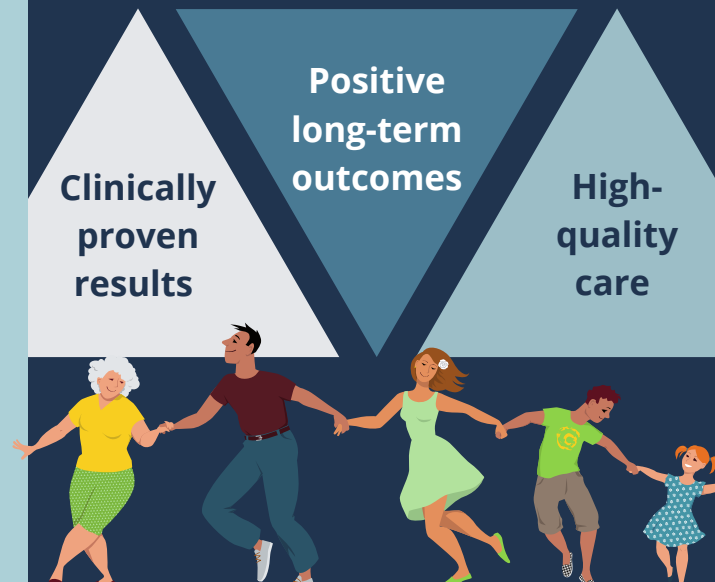 Clinically
proven
results
Positive
long-term
outcomes
High-
quality
care